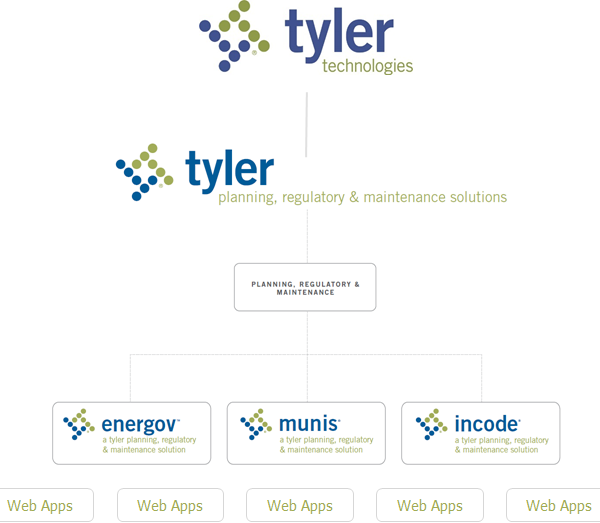 tyler
technologies
tyler
planning, regulatory & maintenance solutions
PLANNING, REGULATORY &
MAINTENANCE
energov™
a tyler planning, regulatory
& maintenance solution
munis®
a tyler planning, regulatory
& maintenance solution
incode®
a tyler planning, regulatory
& maintenance solution
Web Apps
Web Apps
Web Apps
Web Apps
Web Apps